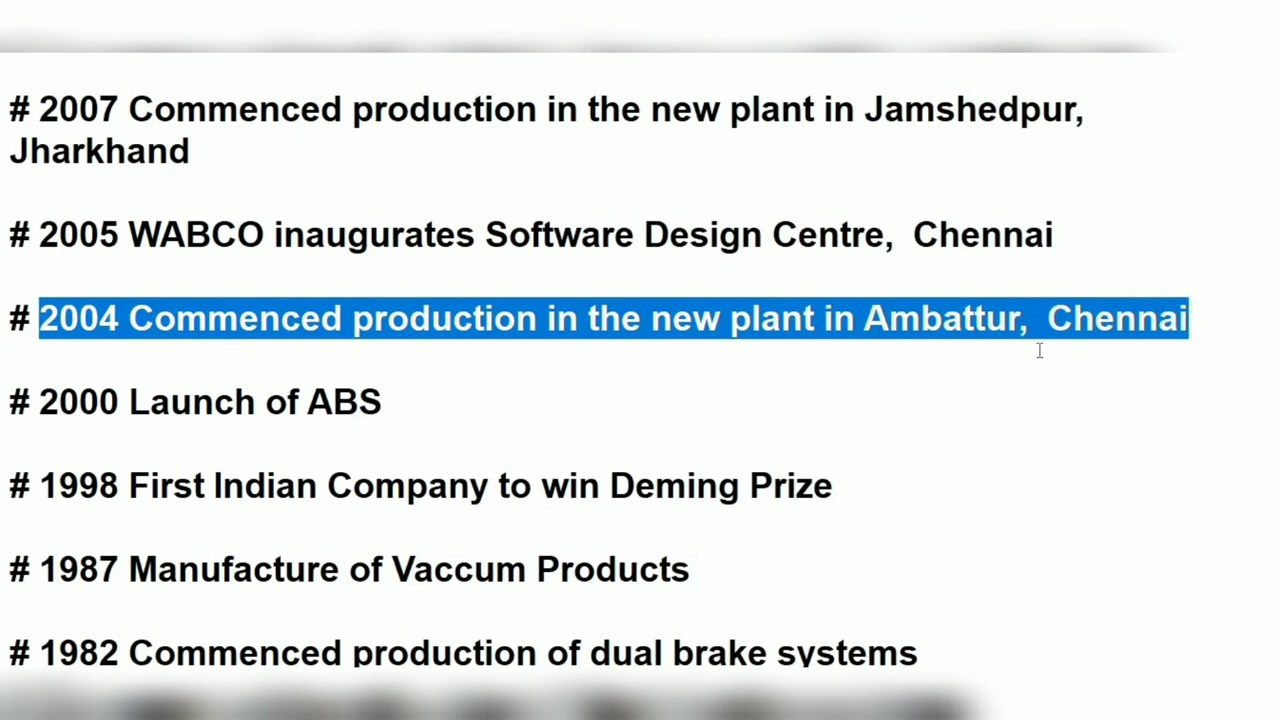 # 2007 Commenced production in the new plant in Jamshedpur,
Jharkhand
# 2005 WABCO inaugurates Software Design Centre,  Chennai
# 2004 Commenced production in the new plant in Ambattur,  Chennai
# 2000 Launch of ABS
# 1998 First Indian Company to win Deming Prize
# 1987 Manufacture of Vaccum Products
# 1982 Commenced production of dual brake systems